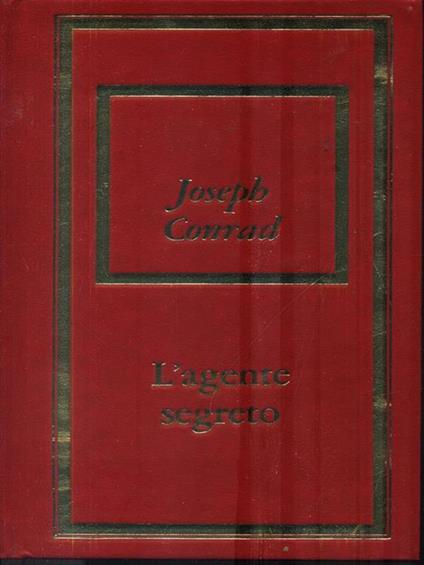 Joseph
Conrad
L'agente
segreto